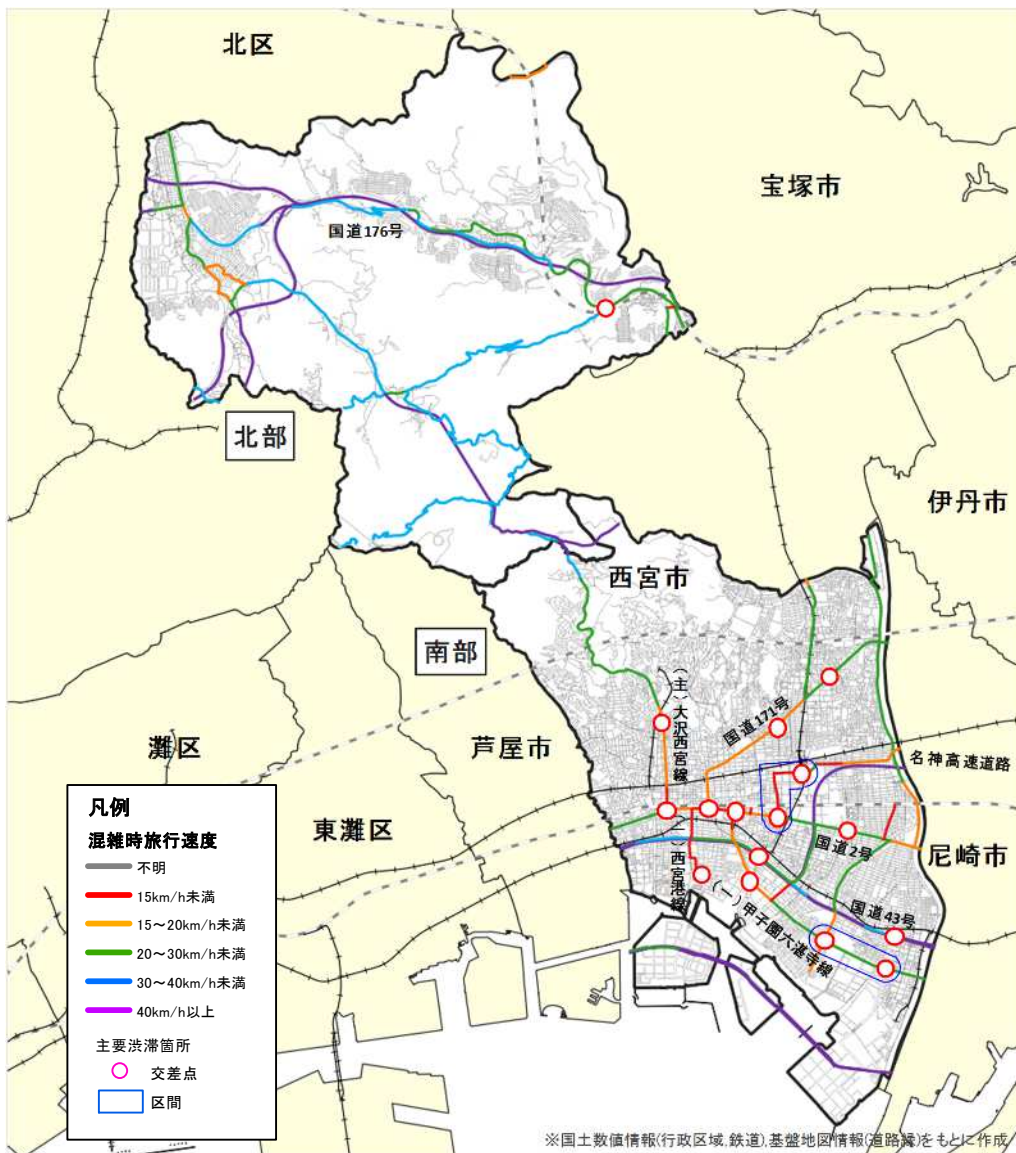 北区
宝塚市
国道176号
北部
伊丹市
西宮市
南部
(主)大沢西宮線
国道171号
灘区
芦屋市
名神高速道路
東灘区
(一)西宮港線
国道2号
尼崎市
国道43号
(一)甲子園六湛寺線
凡例
混雑時旅行速度
不明
15km/h未満
15～20km/h未満
20～30km/h未満
30～40km/h未満
40km/h以上
主要渋滞箇所
交差点
区間
※国土数値情報(行政区域,鉄道),基盤地図情報(道路縁)をもとに作成